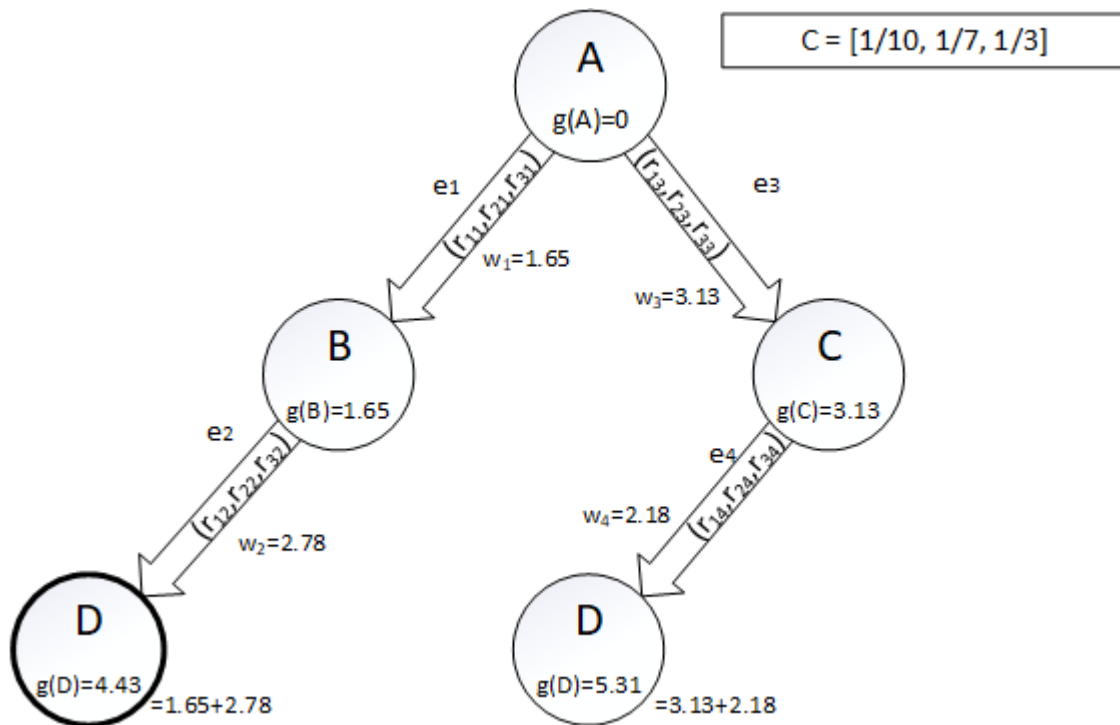 C = [1/10, 1/7, 1/3]
A
g(A)=0
e1
(r11,r21,r31)
w1=1.65
(r13,r23,r33)
e3
w3=3.13
B
g(B)=1.65
C
g(C)=3.13
e2
(r12,r22,r32)
w2=2.78
e4
(r14,r24,r34)
w4=2.18
D
g(D)=4.43
=1.65+2.78
D
g(D)=5.31
=3.13+2.18